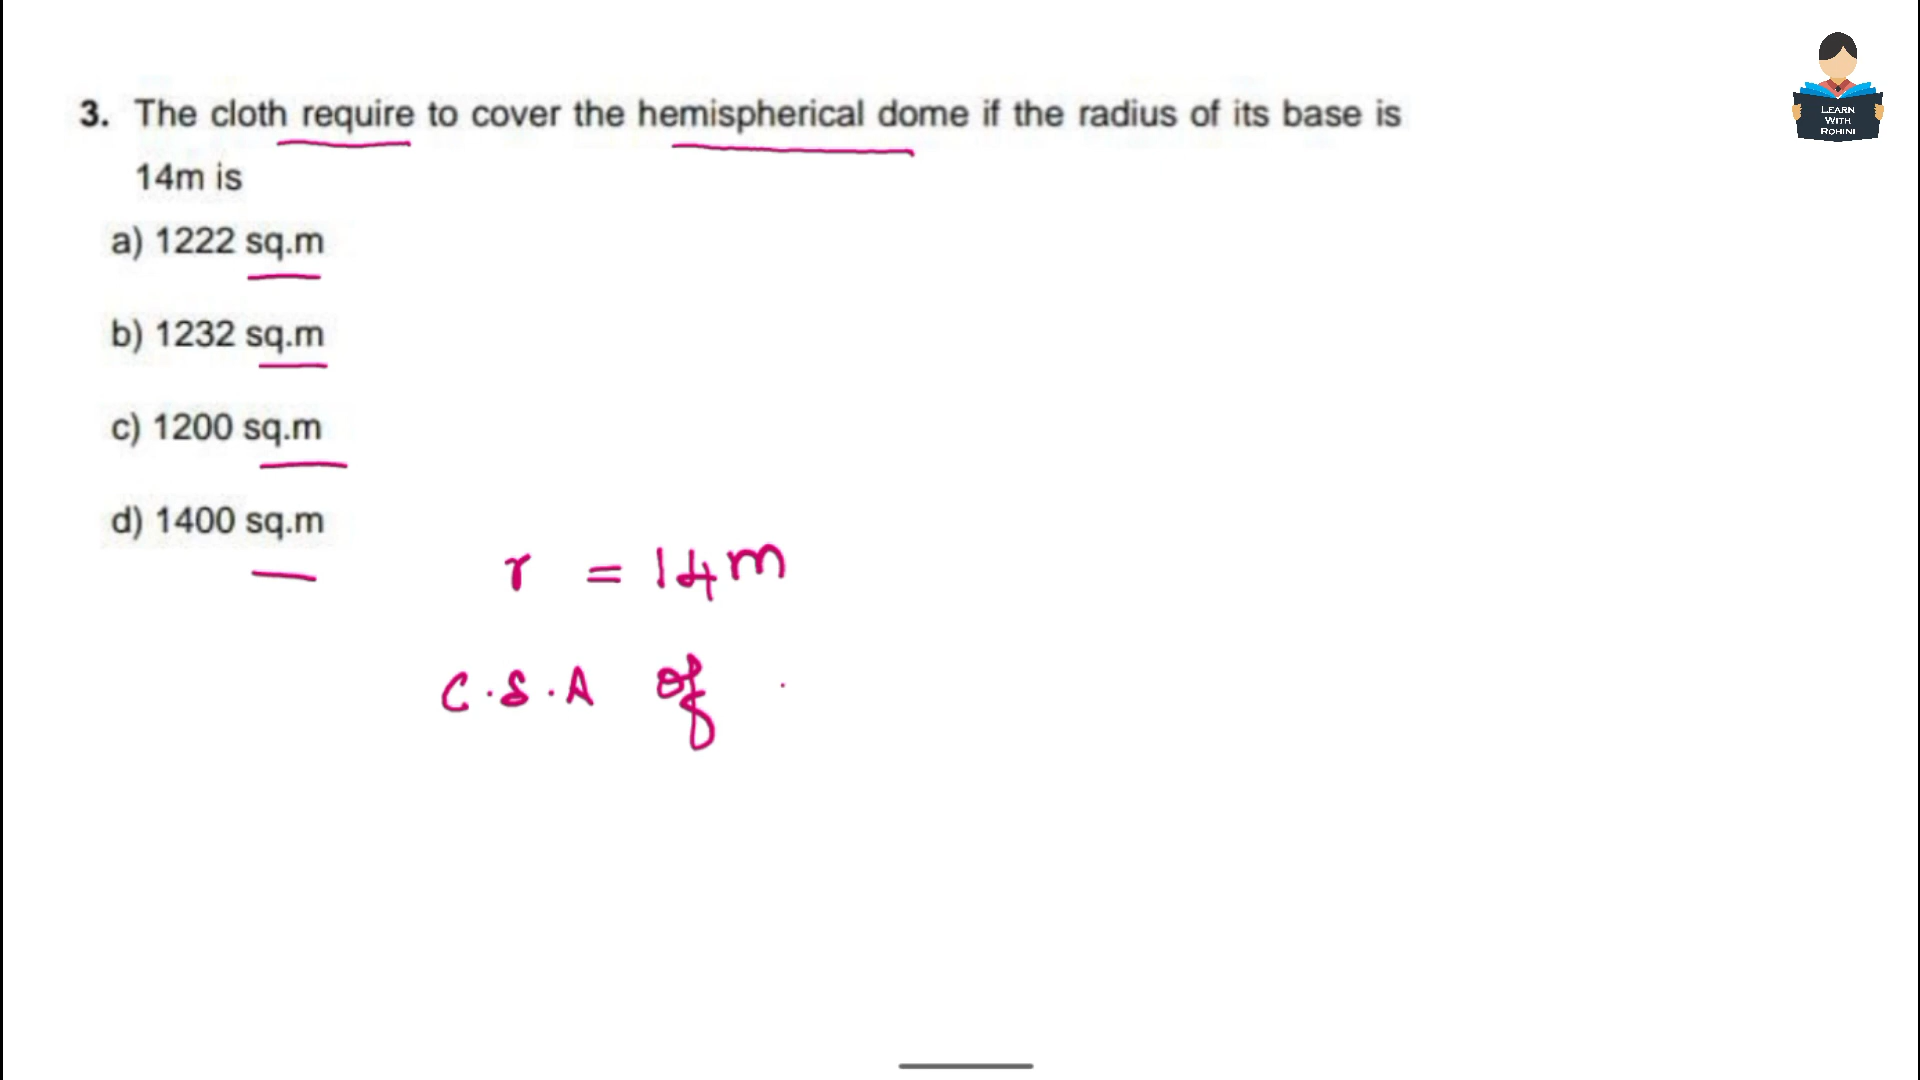 LEARN
WITH
ROHINI
3. The cloth require to cover the hemispherical dome if the radius of its base is
14m is
a) 1222 sq.m
b) 1232 sq.m
c) 1200 sq.m
d) 1400 sq.m
r = 14m
C.S.A of